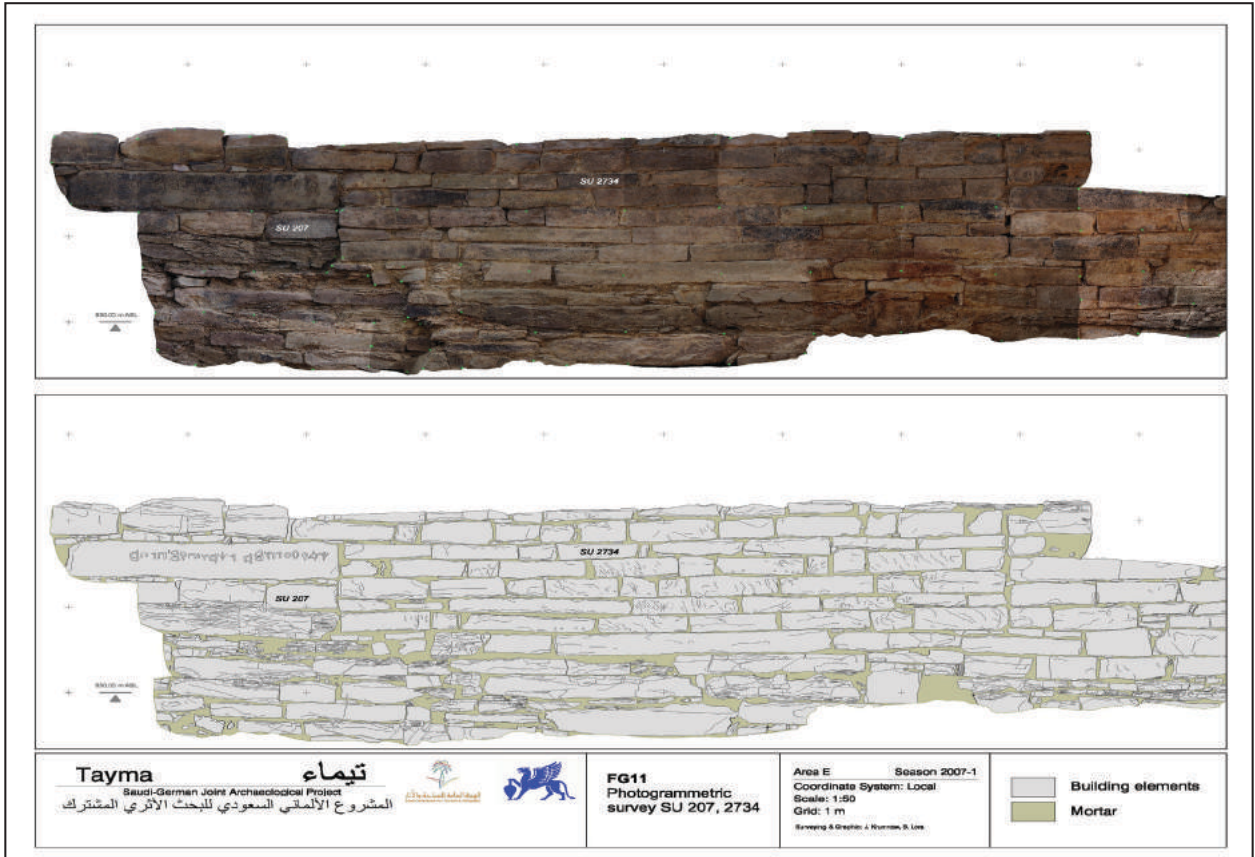 SU 2734
SU 207
SU 2734
SU 207
Tayma تيماء
Saudi-German Joint Archaeological Project
المشروع الألماني السعودي للبحث الأثري المشترك
FG11
Photogrammetric
survey SU 207, 2734
Area E Season 2007-1
Coordinate System: Local
Scale: 1:50
Grid: 1 m
Surveying & Graphic:
Building elements
Mortar